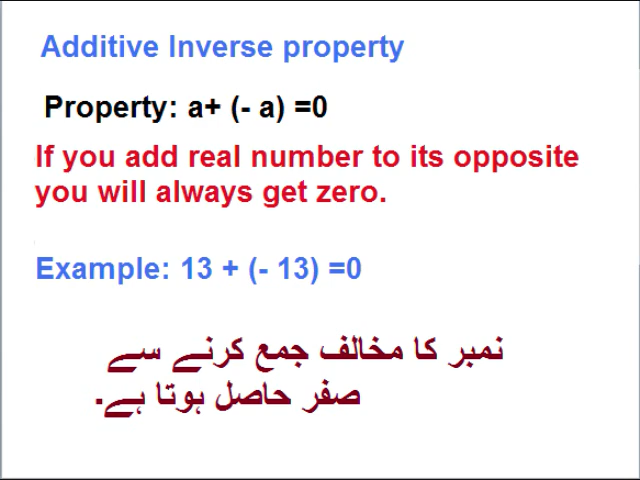 Additive Inverse property
Property: a+ (- a) =0
If you add real number to its opposite
you will always get zero.
Example: 13 + (- 13) =0
نمبر کا مخالف جمع کرنے سے
صفر حاصل ہوتا ہے۔